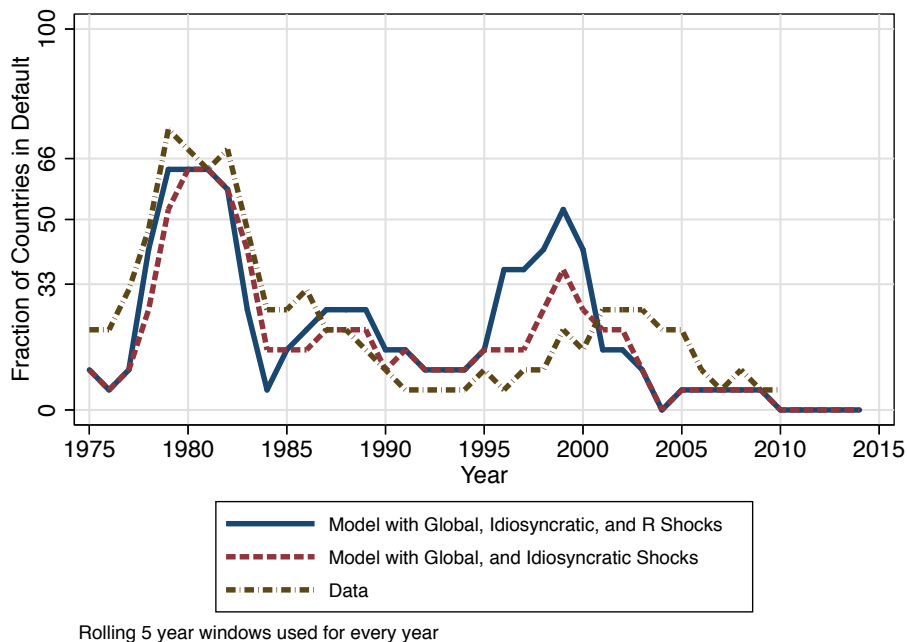 Fraction of Countries in Default
100
66
50
33
0
1975 1980 1985 1990 1995 2000 2005 2010 2015
Year
Model with Global, Idiosyncratic, and R Shocks
Model with Global, and Idiosyncratic Shocks
Data
Rolling 5 year windows used for every year